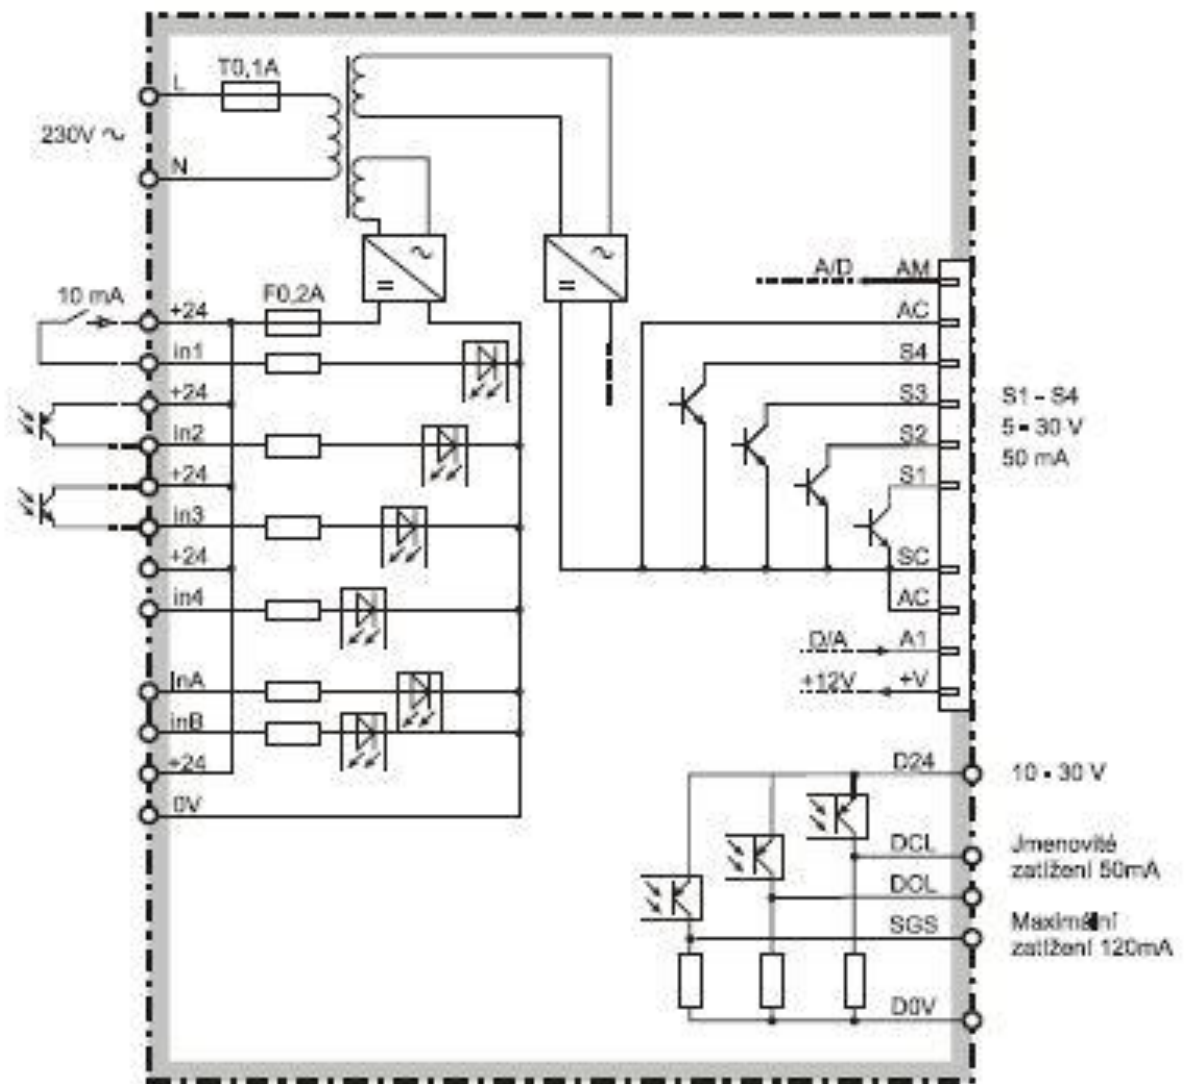 T0,1A
L
230V ~
N
10 mA
+24
F0,2A
in1
+24
in2
+24
in3
+24
in4
InA
inB
+24
0V
A/D AM
AC
S4
S3
S2
S1
SC
AC
D/A A1
+12V +V
S1 - S4
5 - 30 V
50 mA
D24
10 - 30 V
DCL
Jmenovité
zatížení 50mA
DOL
SGS
Maximální
zatížení 120mA
D0V